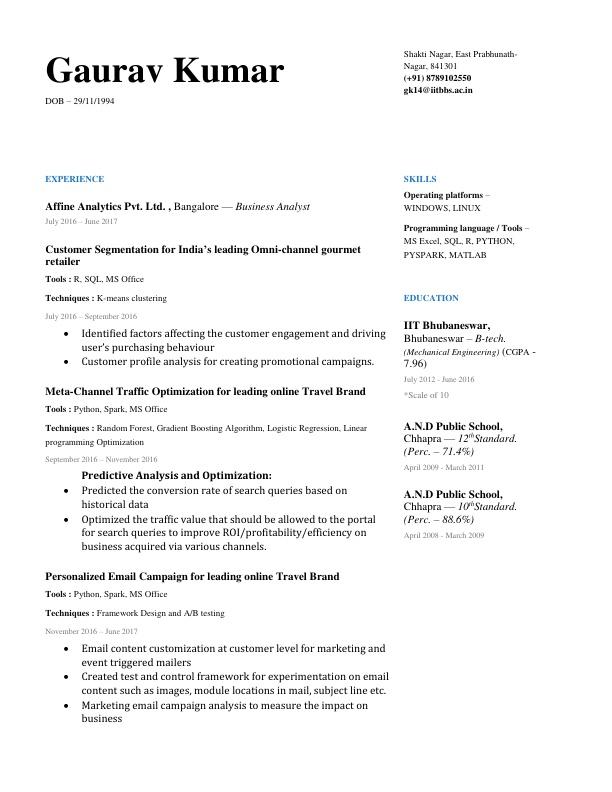 Gaurav Kumar
DOB – 29/11/1994
Shakti Nagar, East Prabhunath-
Nagar, 841301
(+91) 8789102550
gk14@iitbbs.ac.in
EXPERIENCE
Affine Analytics Pvt. Ltd. , Bangalore — Business Analyst
July 2016 – June 2017
Customer Segmentation for India's leading Omni-channel gourmet
retailer
Tools : R, SQL, MS Office
Techniques : K-means clustering
July 2016 – September 2016
• Identified factors affecting the customer engagement and driving
user's purchasing behaviour
• Customer profile analysis for creating promotional campaigns.
Meta-Channel Traffic Optimization for leading online Travel Brand
Tools : Python, Spark, MS Office
Techniques : Random Forest, Gradient Boosting Algorithm, Logistic Regression, Linear
programming Optimization
September 2016 – November 2016
Predictive Analysis and Optimization:
• Predicted the conversion rate of search queries based on
historical data
• Optimized the traffic value that should be allowed to the portal
for search queries to improve ROI/profitability/efficiency on
business acquired via various channels.
Personalized Email Campaign for leading online Travel Brand
Tools : Python, Spark, MS Office
Techniques : Framework Design and A/B testing
November 2016 – June 2017
• Email content customization at customer level for marketing and
event triggered mailers
• Created test and control framework for experimentation on email
content such as images, module locations in mail, subject line etc.
• Marketing email campaign analysis to measure the impact on
business
SKILLS
Operating platforms –
WINDOWS, LINUX
Programming language / Tools –
MS Excel, SQL, R, PYTHON,
PYSPARK, MATLAB
EDUCATION
IIT Bhubaneswar,
Bhubaneswar – B-tech.
(Mechanical Engineering) (CGPA -
7.96)
July 2012 - June 2016
*Scale of 10
A.N.D Public School,
Chhapra — 12thStandard.
(Perc. – 71.4%)
April 2009 - March 2011
A.N.D Public School,
Chhapra — 10thStandard.
(Perc. – 88.6%)
April 2008 - March 2009